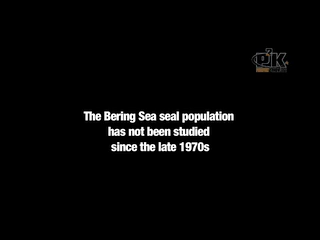 The Bering Sea seal population
has not been studied
since the late 1970s